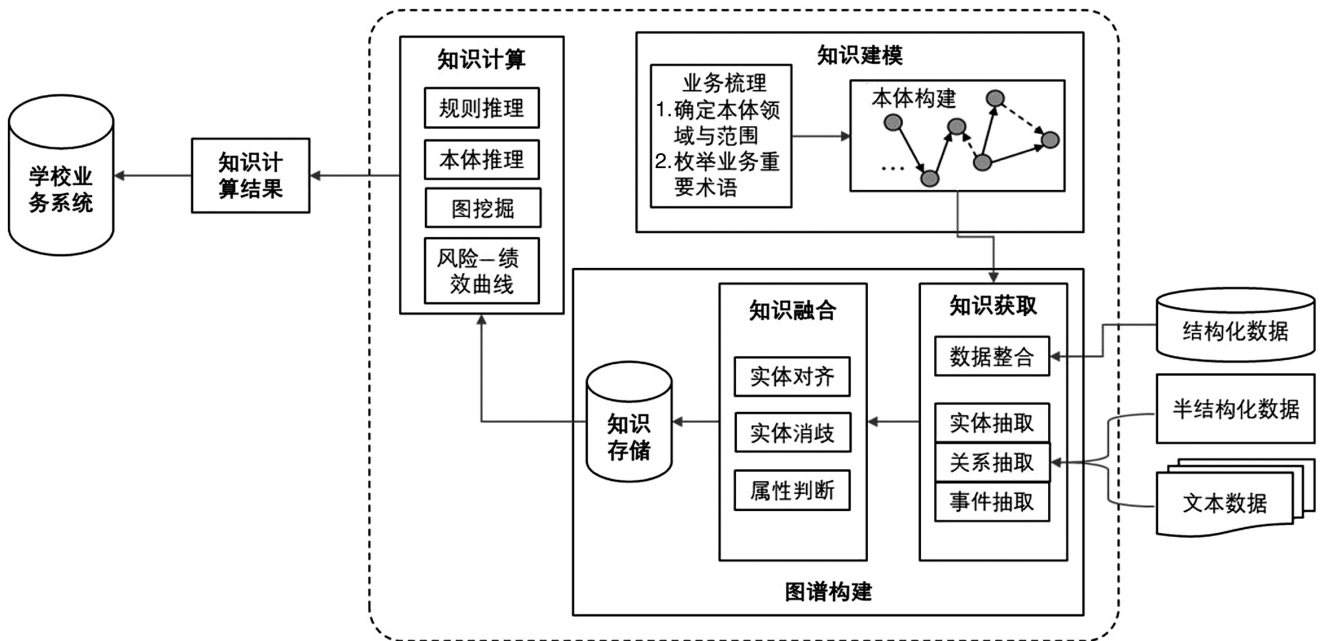 学校业
务系统
知识计
算结果
知识计算
规则推理
本体推理
图挖掘
风险—绩
效曲线
知识建模
业务梳理
1.确定本体领
域与范围
2.枚举业务重
要术语
本体构建
...
知识获取
数据整合
实体抽取
关系抽取
事件抽取
知识融合
实体对齐
实体消歧
属性判断
知识
存储
图谱构建
结构化数据
半结构化数据
文本数据